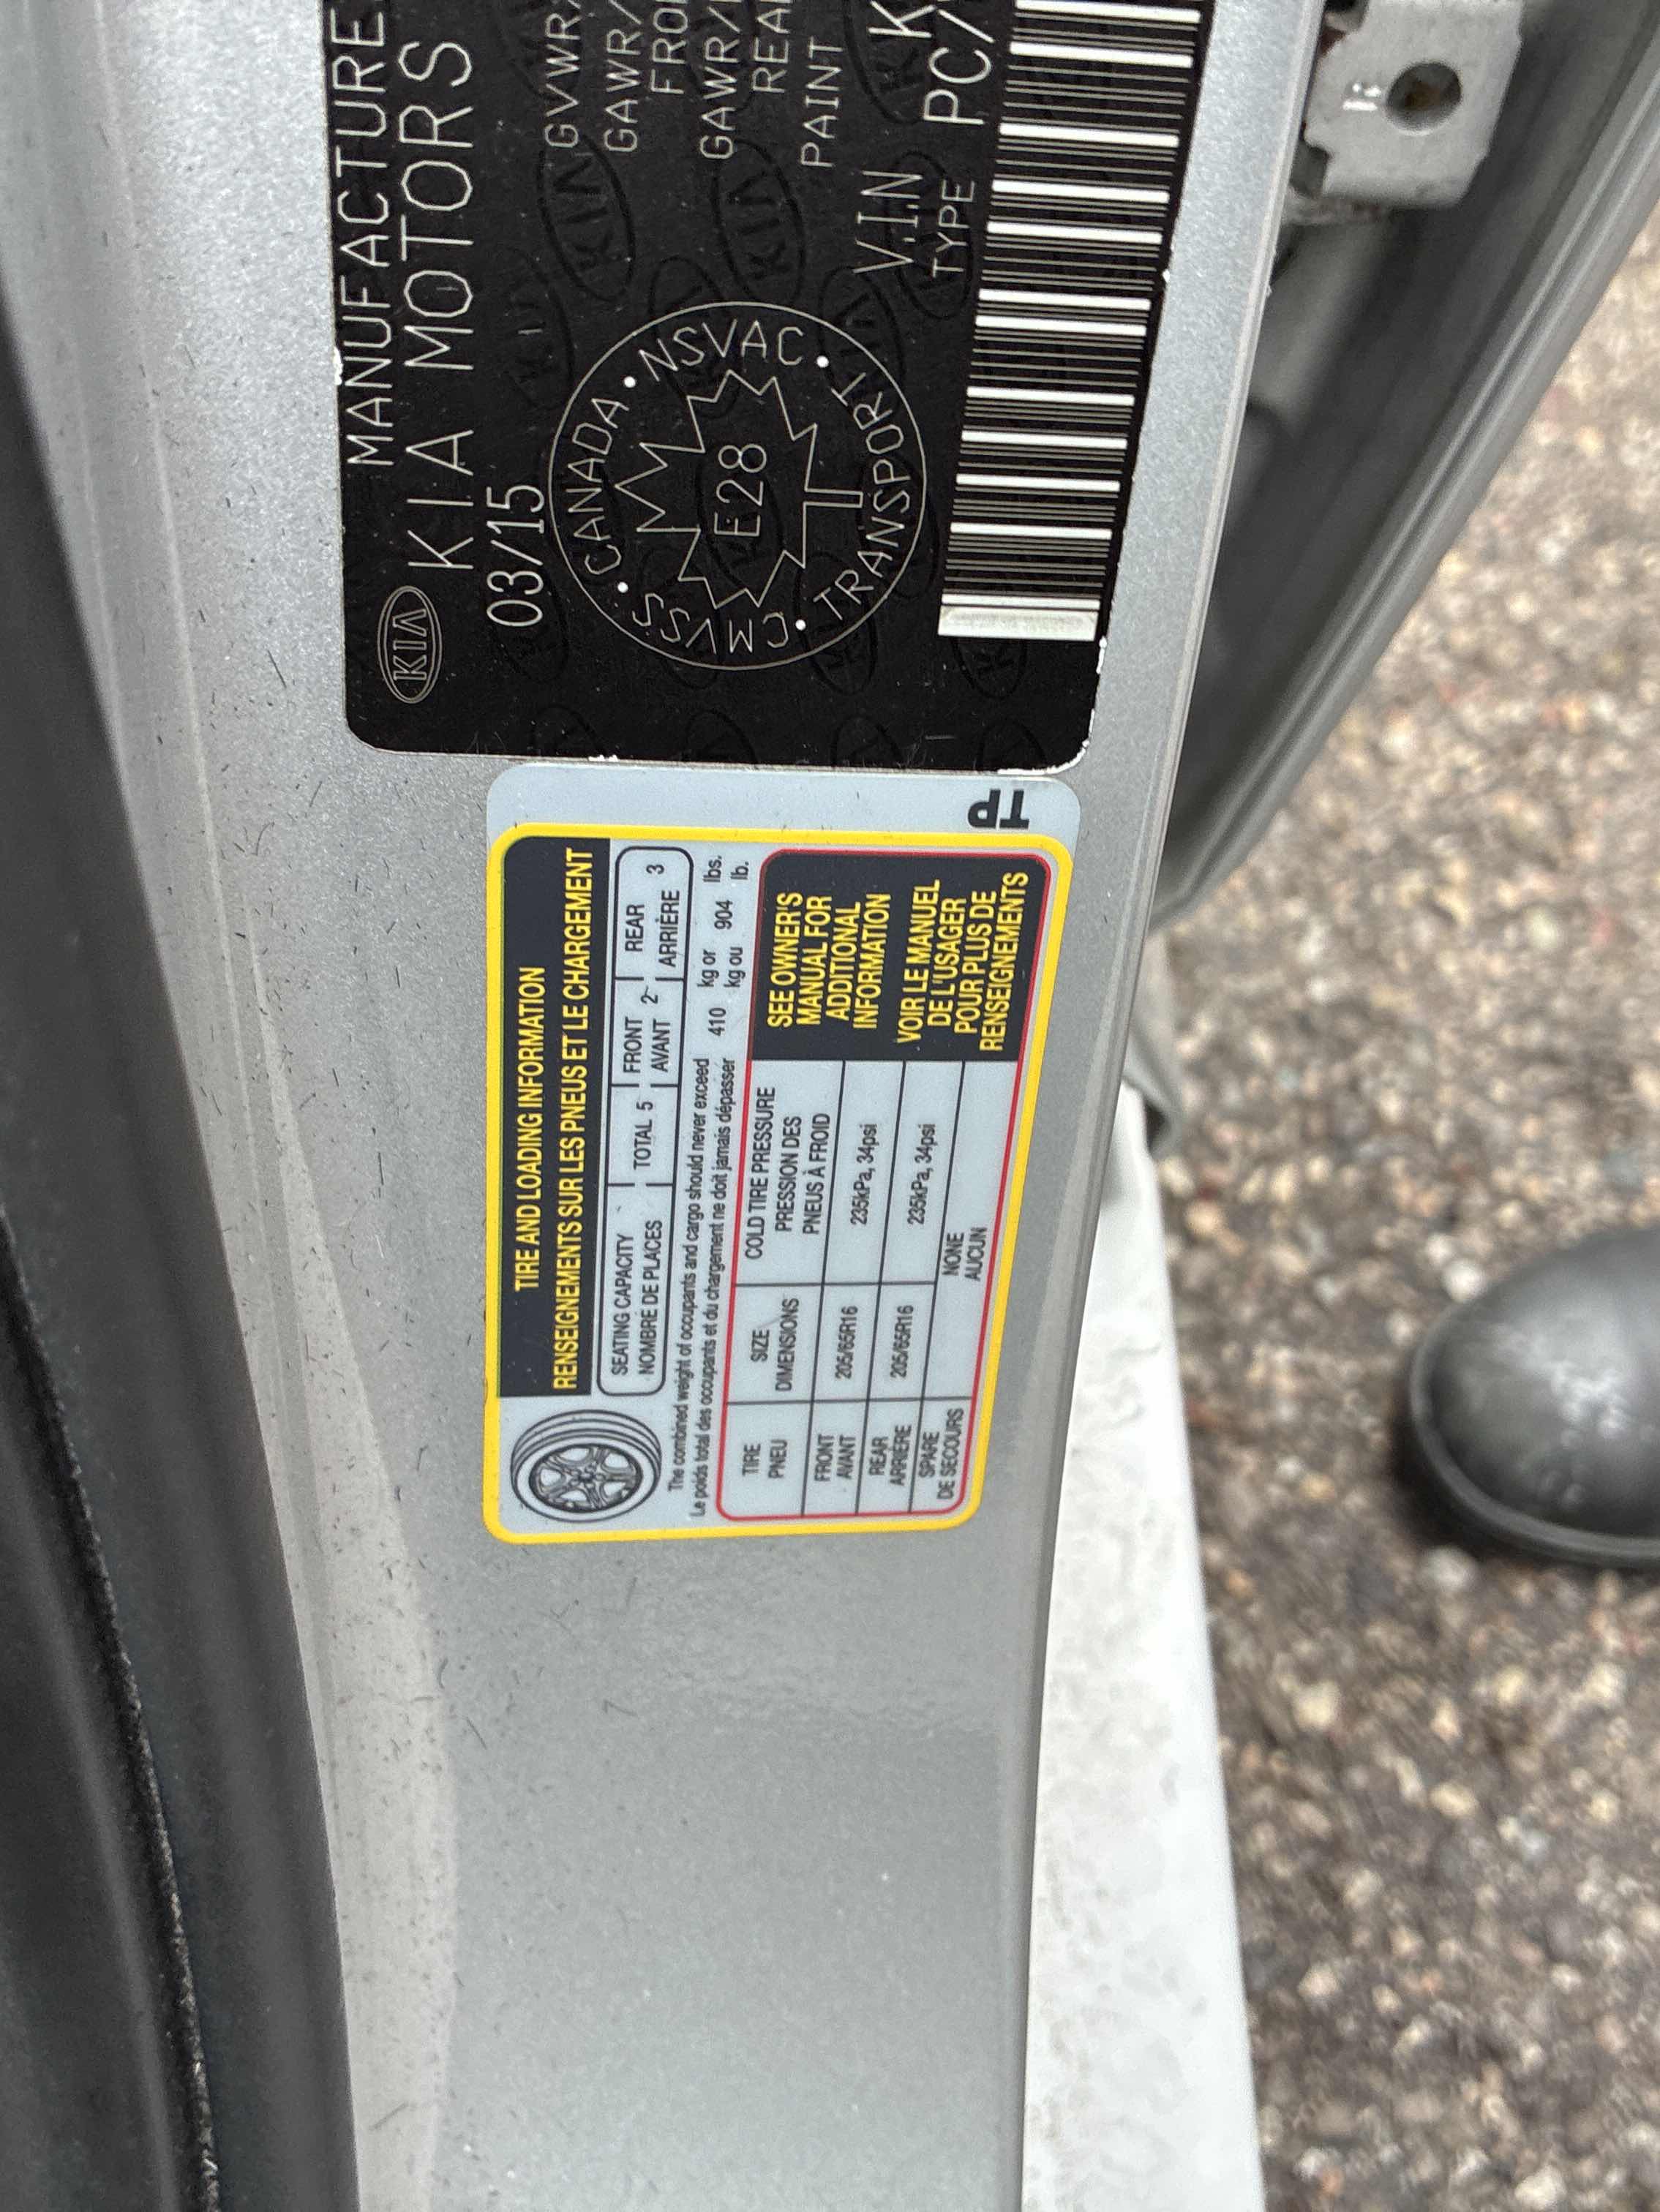 MANUFACTURE
KIA
KIA MOTORS
03/15
GVWR/
GAWR/
FRO
GAWR/
REA
PAINT
CANADA • NSVAC • TRANSPORT • CMVSS •
E28
V.I.N K
TYPE PC/
TP
TIRE AND LOADING INFORMATION
RENSEIGNEMENTS SUR LES PNEUS ET LE CHARGEMENT
SEATING CAPACITY
NOMBRE DE PLACES
TOTAL 5
FRONT
AVANT 2
REAR
ARRIÈRE 3
The combined weight of occupants and cargo should never exceed 410 kg or 904 lbs.
Le poids total des occupants et du chargement ne doit jamais dépasser kg ou lb.
TIRE
PNEU
SIZE
DIMENSIONS
COLD TIRE PRESSURE
PRESSION DES
PNEUS À FROID
FRONT
AVANT
205/65R16
235kPa, 34psi
REAR
ARRIÈRE
205/65R16
235kPa, 34psi
SPARE
DE SECOURS
NONE
AUCUN
SEE OWNER'S
MANUAL FOR
ADDITIONAL
INFORMATION
VOIR LE MANUEL
DE L'USAGER
POUR PLUS DE
RENSEIGNEMENTS